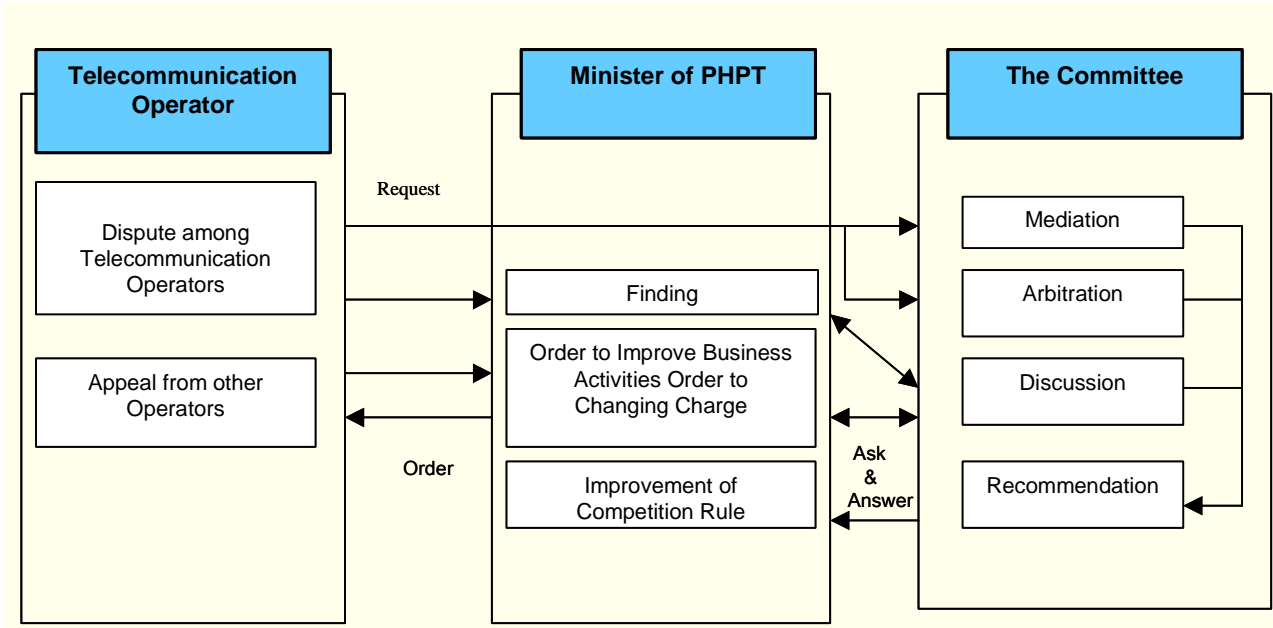 Telecommunication
Operator
Minister of PHPT
The Committee
Request
Dispute among
Telecommunication
Operators
Appeal from other
Operators
Order
Finding
Order to Improve Business
Activities Order to
Changing Charge
Improvement of
Competition Rule
Ask
&
Answer
Mediation
Arbitration
Discussion
Recommendation